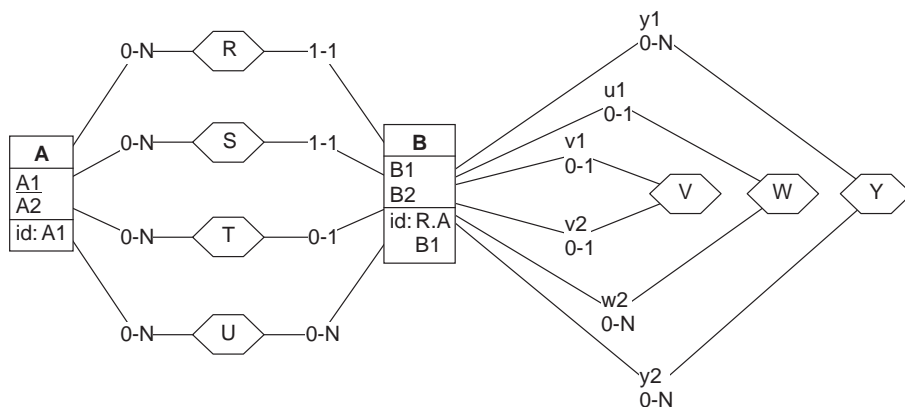 0-N
R
1-1
0-N
S
1-1
0-N
T
0-1
0-N
U
0-N
A
A1
A2
id: A1
B
B1
B2
id: R.A
B1
y1
0-N
u1
0-1
v1
0-1
v2
0-1
w2
0-N
y2
0-N
V
W
Y